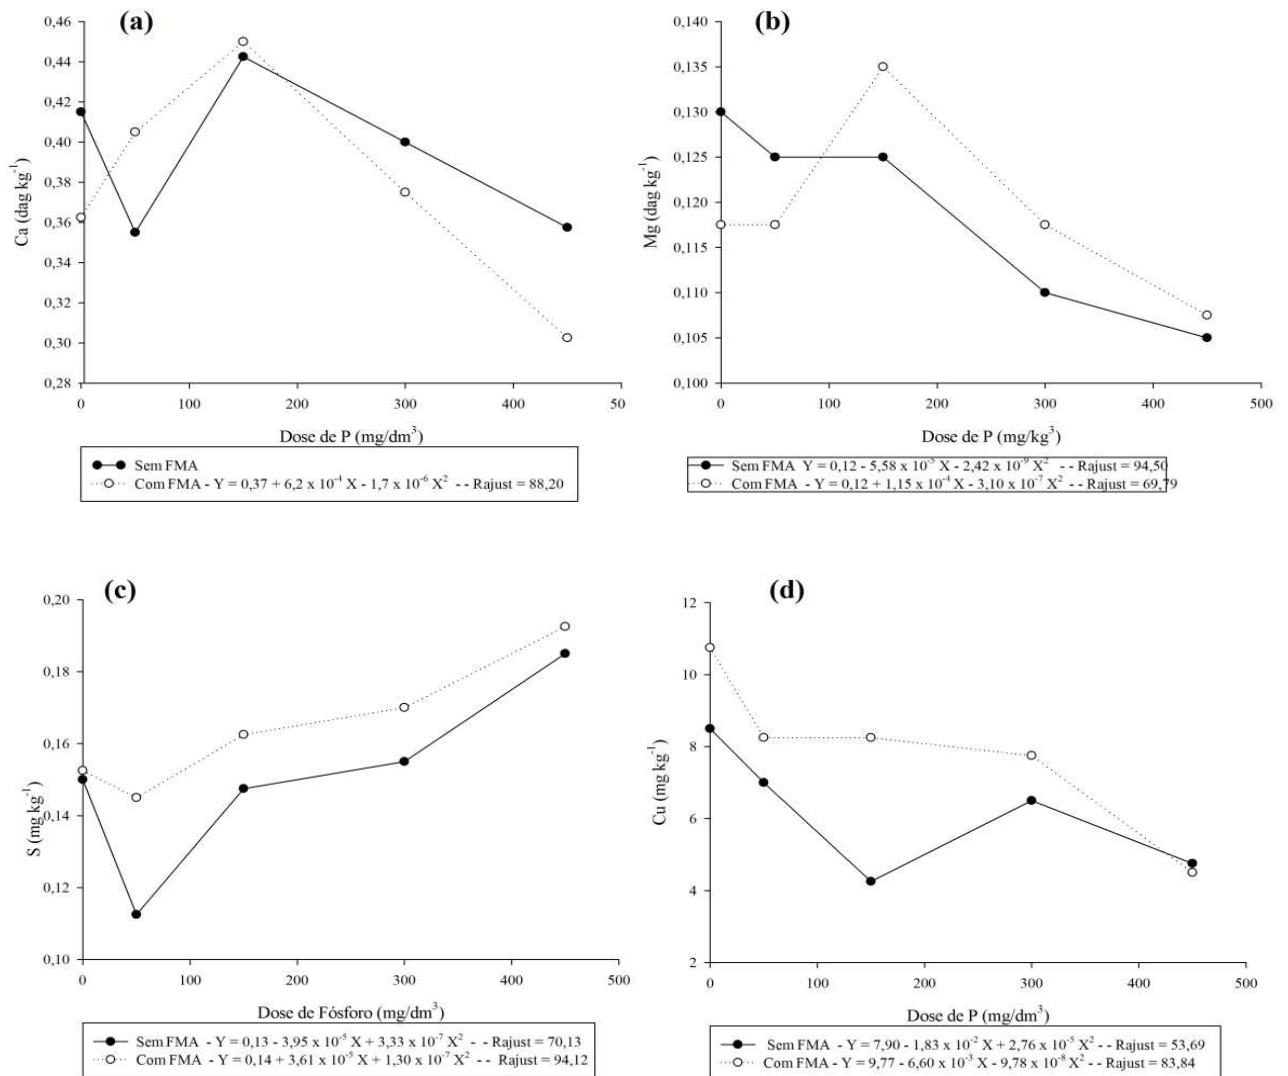 (a)
0,46
0,44
0,42
0,40
0,38
0,36
0,34
0,32
0,30
0,28
Ca (dag kg-1)
0 100 200 300 400 50
Dose de P (mg/dm3)
Sem FMA
Com FMA - Y = 0,37 + 6,2 x 10-4 X - 1,7 x 10-6 X2 - - Rajust = 88,20
(b)
0,140
0,135
0,130
0,125
0,120
0,115
0,110
0,105
0,100
Mg (dag kg-1)
0 100 200 300 400 500
Dose de P (mg/kg3)
Sem FMA Y = 0,12 - 5,58 x 10-5 X - 2,42 x 10-9 X2 - - Rajust = 94,50
Com FMA - Y = 0,12 + 1,15 x 10-4 X - 3,10 x 10-7 X2 - - Rajust = 69,79
(c)
0,20
0,18
0,16
0,14
0,12
0,10
S (mg kg-1)
0 100 200 300 400 500
Dose de Fósforo (mg/dm3)
Sem FMA - Y = 0,13 - 3,95 x 10-5 X + 3,33 x 10-7 X2 - - Rajust = 70,13
Com FMA - Y = 0,14 + 3,61 x 10-5 X + 1,30 x 10-7 X2 - - Rajust = 94,12
(d)
12
10
8
6
4
2
Cu (mg kg-1)
0 100 200 300 400 500
Dose de P (mg/dm3)
Sem FMA - Y = 7,90 - 1,83 x 10-2 X + 2,76 x 10-5 X2 - - Rajust = 53,69
Com FMA - Y = 9,77 - 6,60 x 10-3 X - 9,78 x 10-8 X2 - - Rajust = 83,84